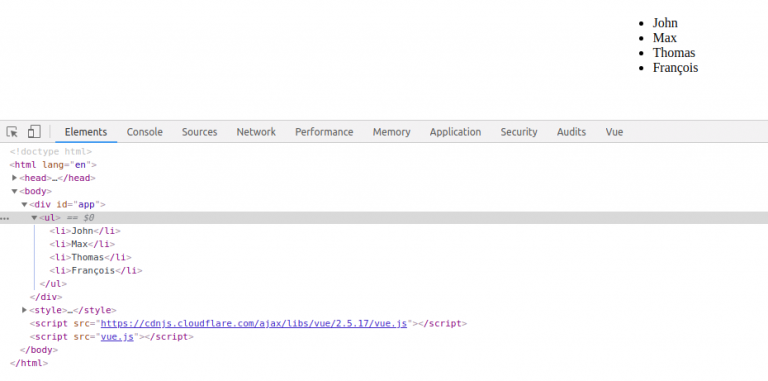 John
Max
Thomas
François
Elements Console Sources Network Performance Memory Application Security Audits Vue
<!doctype html>
<html lang="en">
<head>…</head>
<body>
<div id="app">
<ul> == $0
<li>John</li>
<li>Max</li>
<li>Thomas</li>
<li>François</li>
</ul>
</div>
<style>…</style>
<script src="https://cdnjs.cloudflare.com/ajax/libs/vue/2.5.17/vue.js"></script>
<script src="vue.js"></script>
</body>
</html>